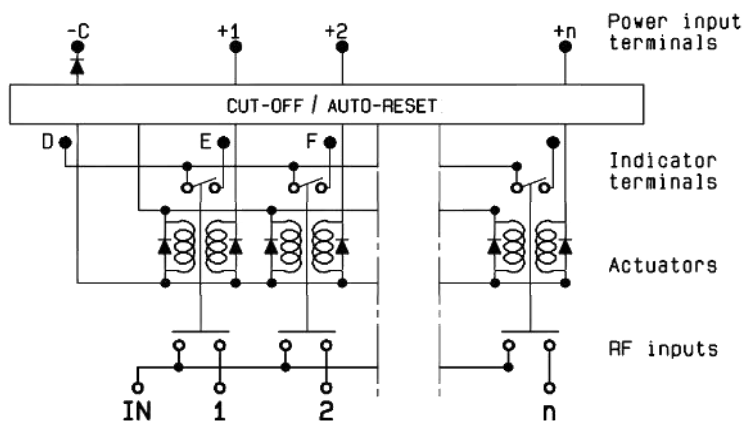 -C +1 +2 +n Power input
terminals
CUT-OFF / AUTO-RESET
D E F Indicator
terminals
Actuators
RF inputs
IN 1 2 n